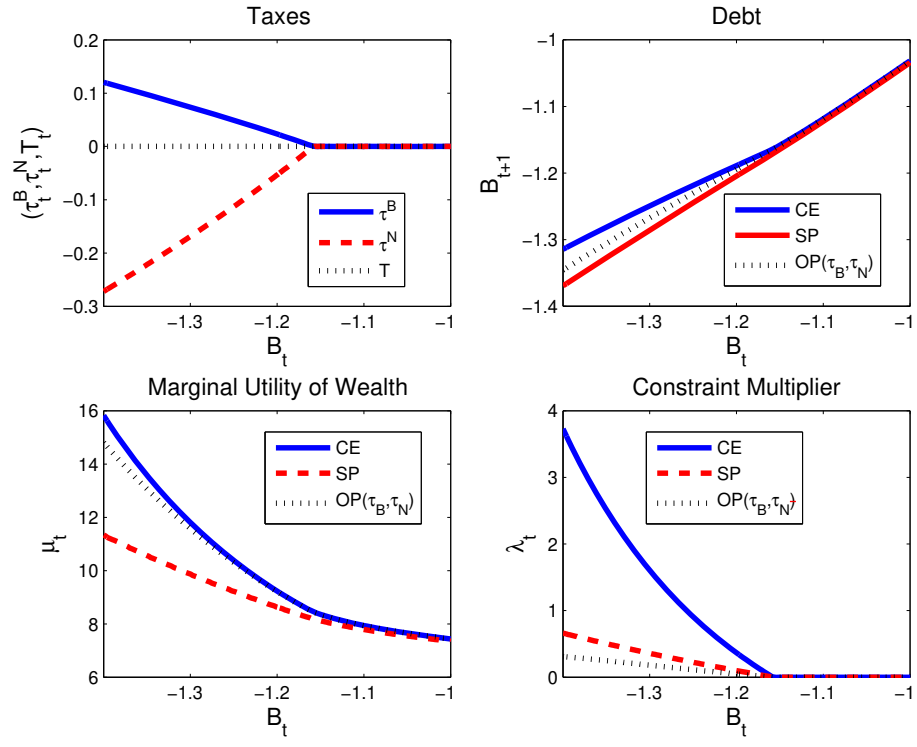 Taxes
(τ_t^B, τ_t^N, T_t)
0.2
0.1
0
−0.1
−0.2
−0.3
−1.3
−1.2
−1.1
−1
B_t
τ^B
τ^N
T
Debt
B_{t+1}
−1
−1.1
−1.2
−1.3
−1.4
−1.3
−1.2
−1.1
−1
B_t
CE
SP
OP(τ_B,τ_N)
Marginal Utility of Wealth
μ_t
16
14
12
10
8
6
−1.3
−1.2
−1.1
−1
B_t
CE
SP
OP(τ_B,τ_N)
Constraint Multiplier
λ_t
4
3
2
1
0
−1.3
−1.2
−1.1
−1
B_t
CE
SP
OP(τ_B,τ_N)